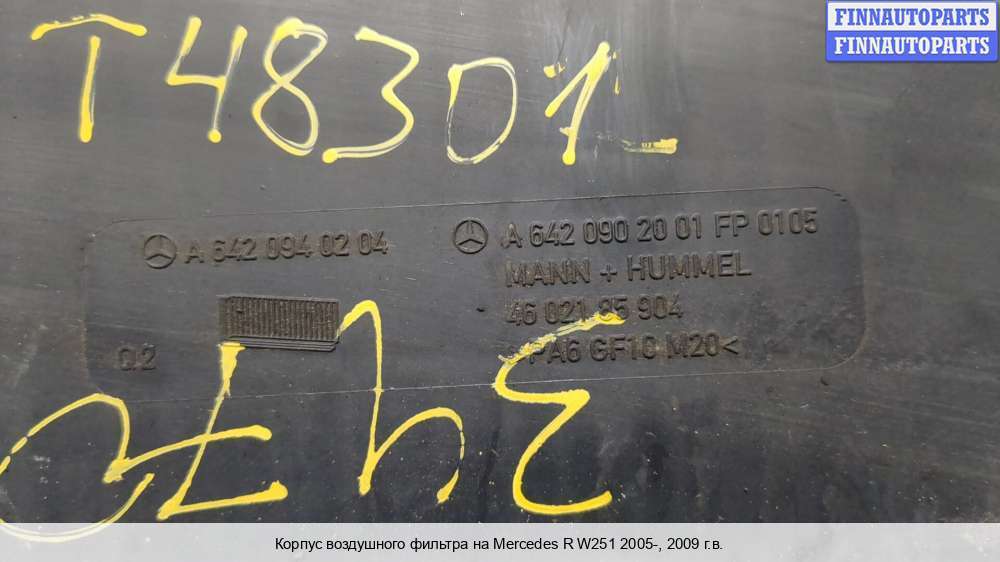 FINNAUTOPARTS
FINNAUTOPARTS
T48301
A 642 094 02 04
A 642 090 20 01 FP 0105
MANN + HUMMEL
46 021 85 904
>PA6 GF10 M20<
02
Корпус воздушного фильтра на Mercedes R W251 2005-, 2009 г.в.